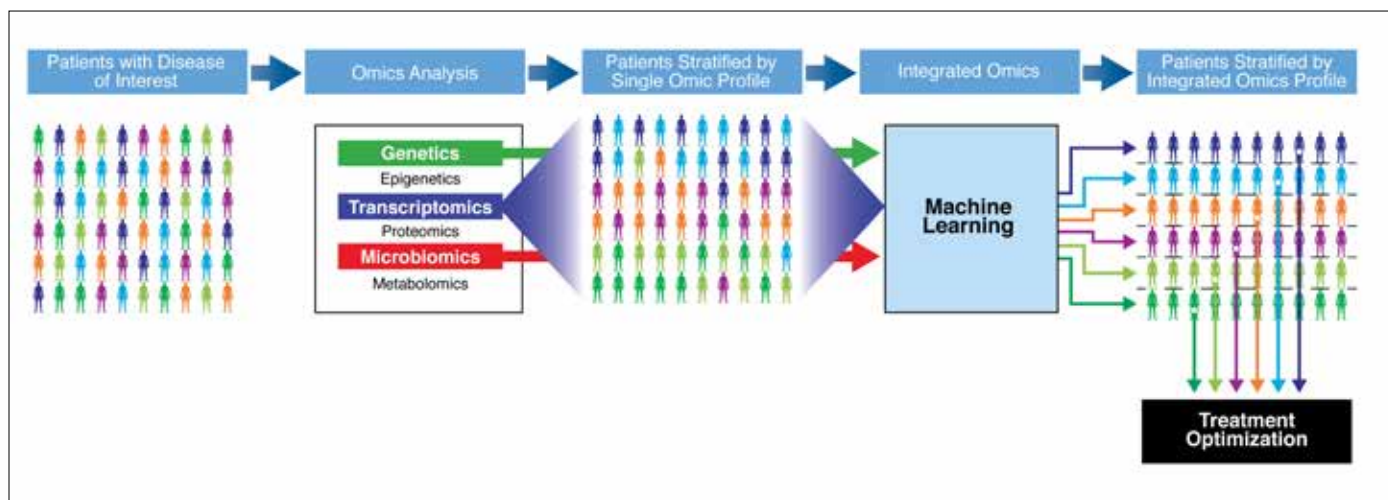 Patients with Disease
of Interest
Omics Analysis
Patients Stratified by
Single Omic Profile
Integrated Omics
Patients Stratified by
Integrated Omics Profile
Genetics
Epigenetics
Transcriptomics
Proteomics
Microbiomics
Metabolomics
Machine
Learning
Treatment
Optimization